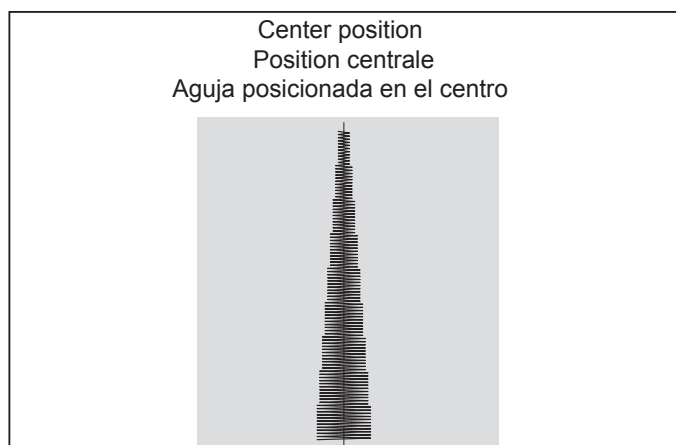 Center position
Position centrale
Aguja posicionada en el centro